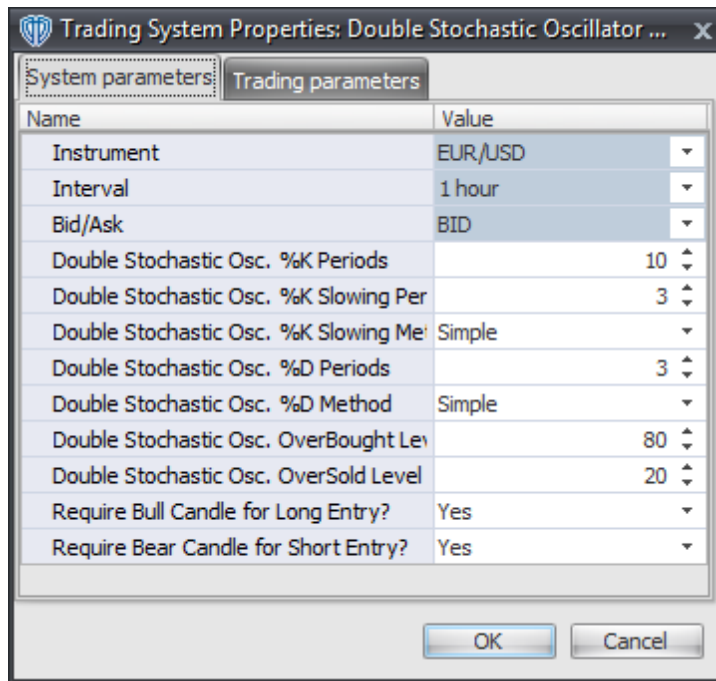 Trading System Properties: Double Stochastic Oscillator ...
System parameters Trading parameters
Name Value
Instrument EUR/USD
Interval 1 hour
Bid/Ask BID
Double Stochastic Osc. %K Periods 10
Double Stochastic Osc. %K Slowing Per 3
Double Stochastic Osc. %K Slowing Me Simple
Double Stochastic Osc. %D Periods 3
Double Stochastic Osc. %D Method Simple
Double Stochastic Osc. OverBought Lev 80
Double Stochastic Osc. OverSold Level 20
Require Bull Candle for Long Entry? Yes
Require Bear Candle for Short Entry? Yes
OK Cancel